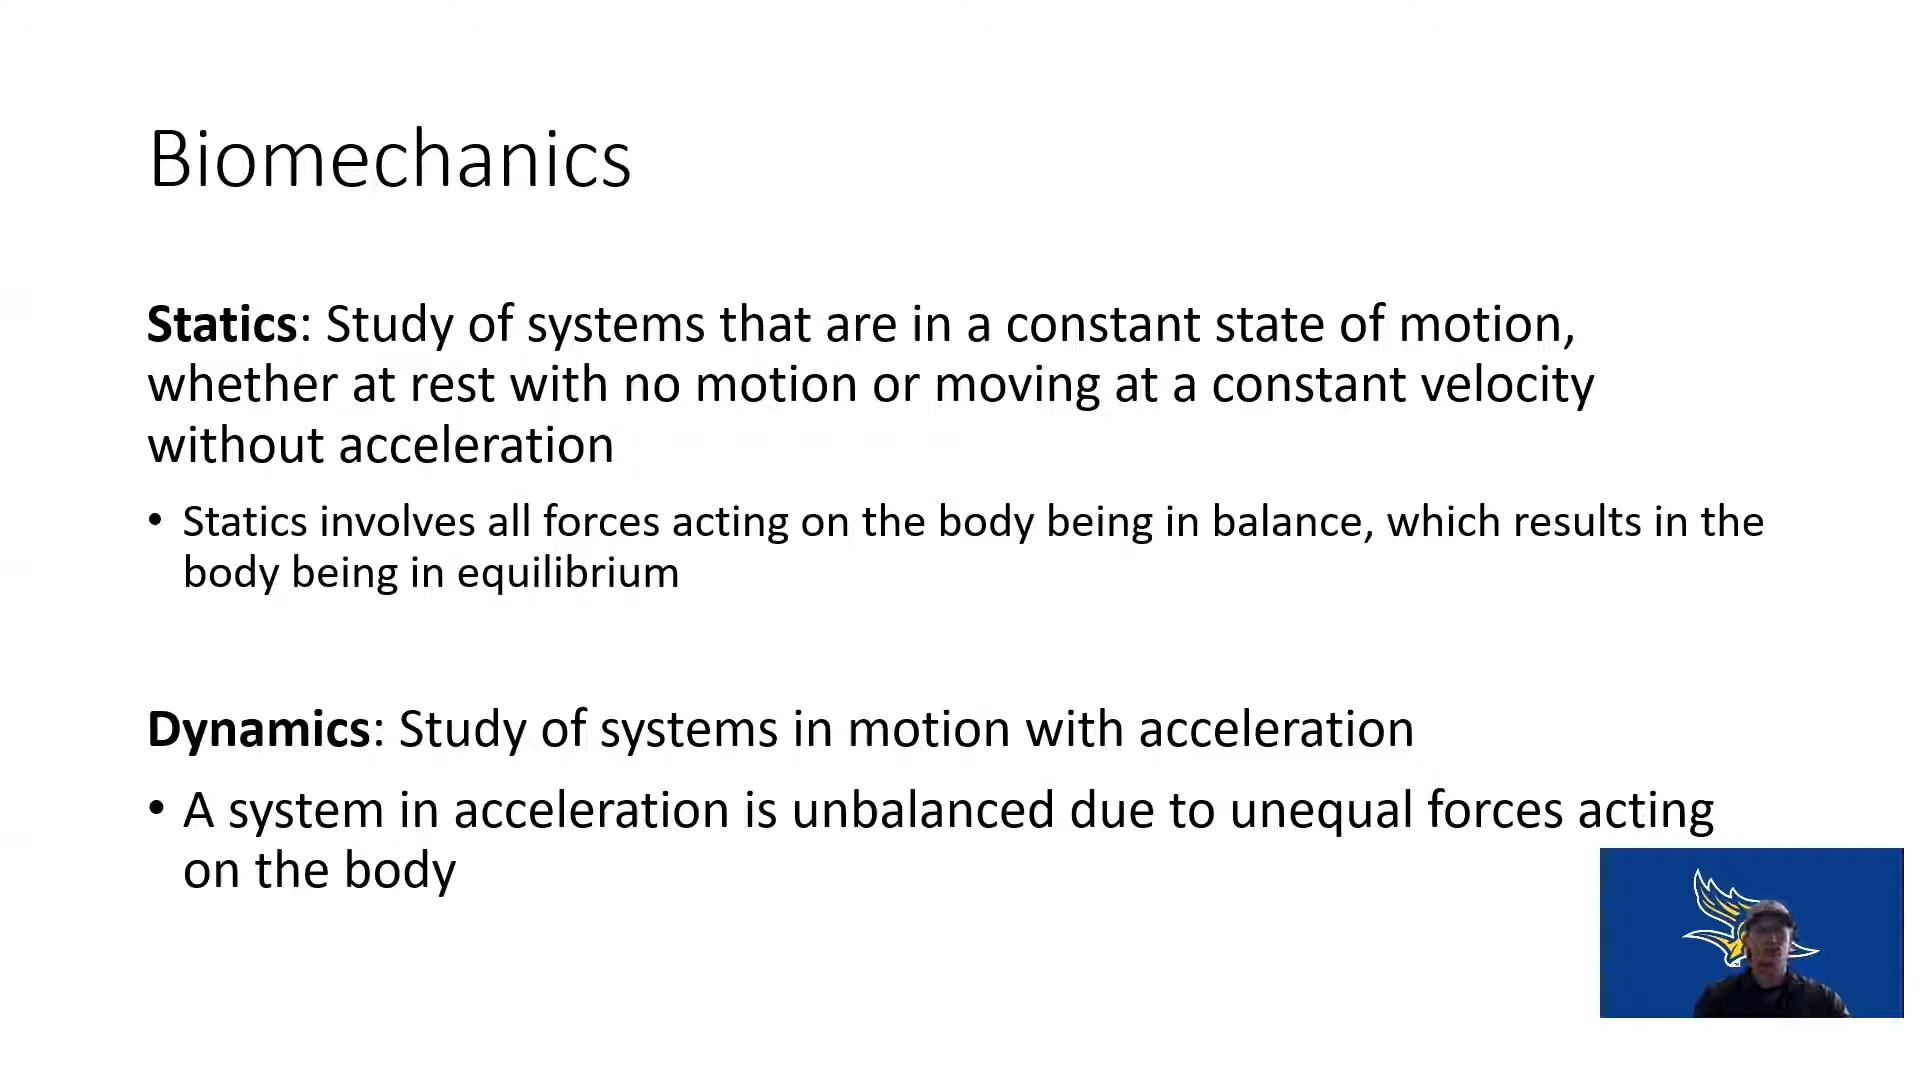 Biomechanics
Statics: Study of systems that are in a constant state of motion,
whether at rest with no motion or moving at a constant velocity
without acceleration
• Statics involves all forces acting on the body being in balance, which results in the
body being in equilibrium
Dynamics: Study of systems in motion with acceleration
• A system in acceleration is unbalanced due to unequal forces acting
on the body